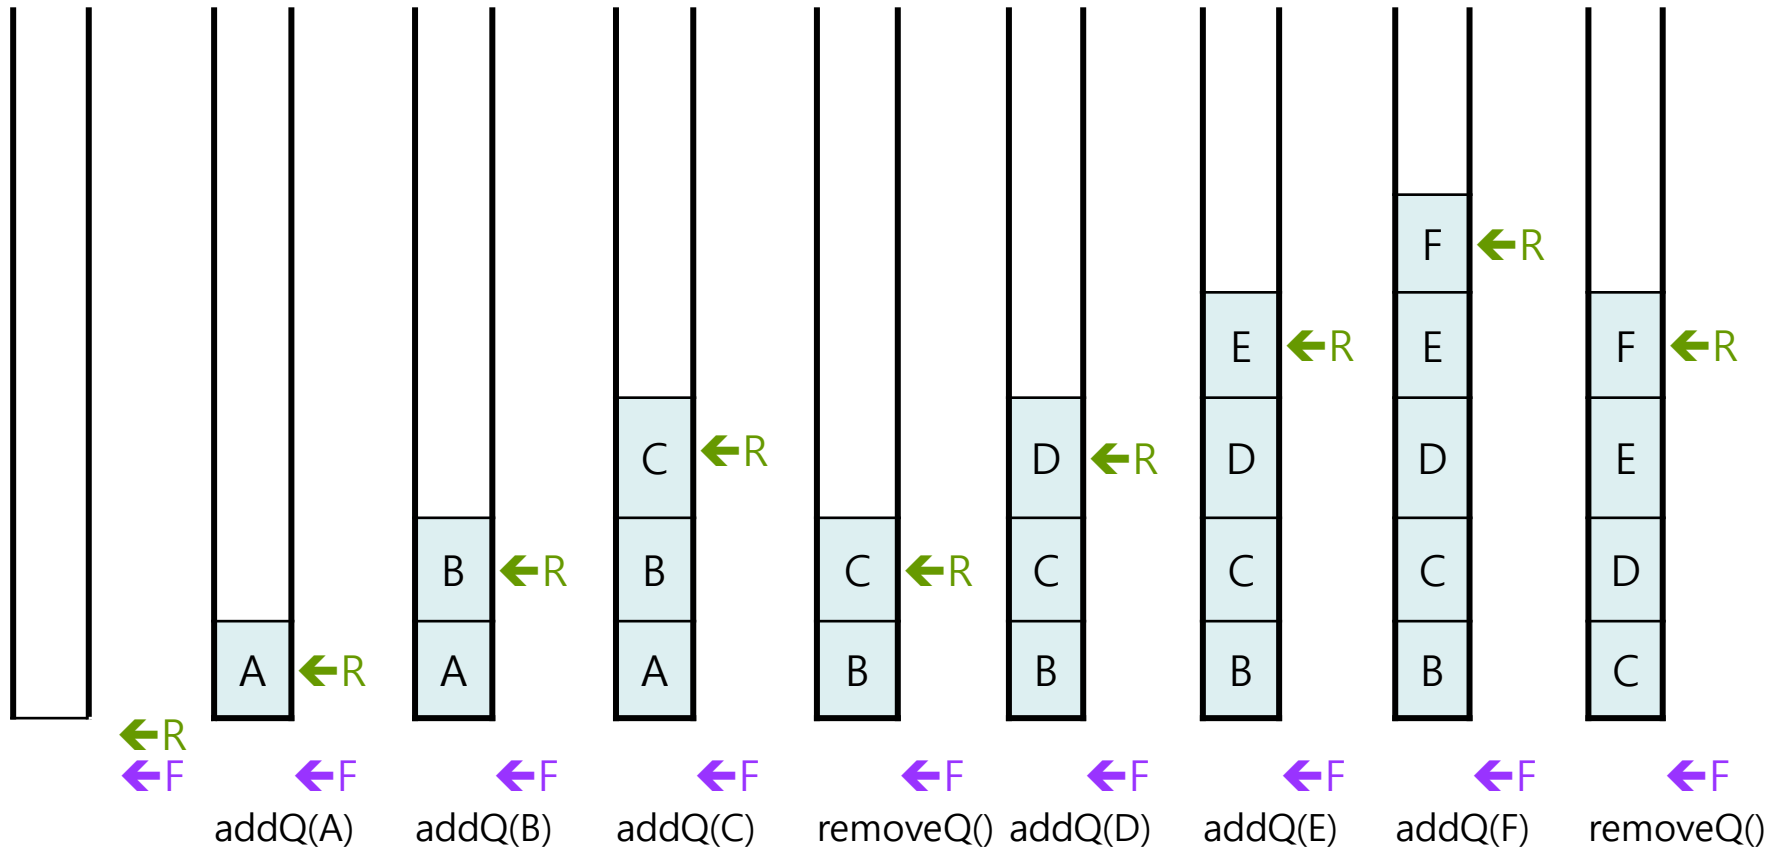 F
R
E
E
F
R
R
C
R
D
R
D
D
E
B
R
B
C
R
C
C
C
D
A
R
A
A
B
B
B
B
C
R
F
F
F
F
F
F
F
F
F
addQ(A)
addQ(B)
addQ(C)
removeQ()
addQ(D)
addQ(E)
addQ(F)
removeQ()